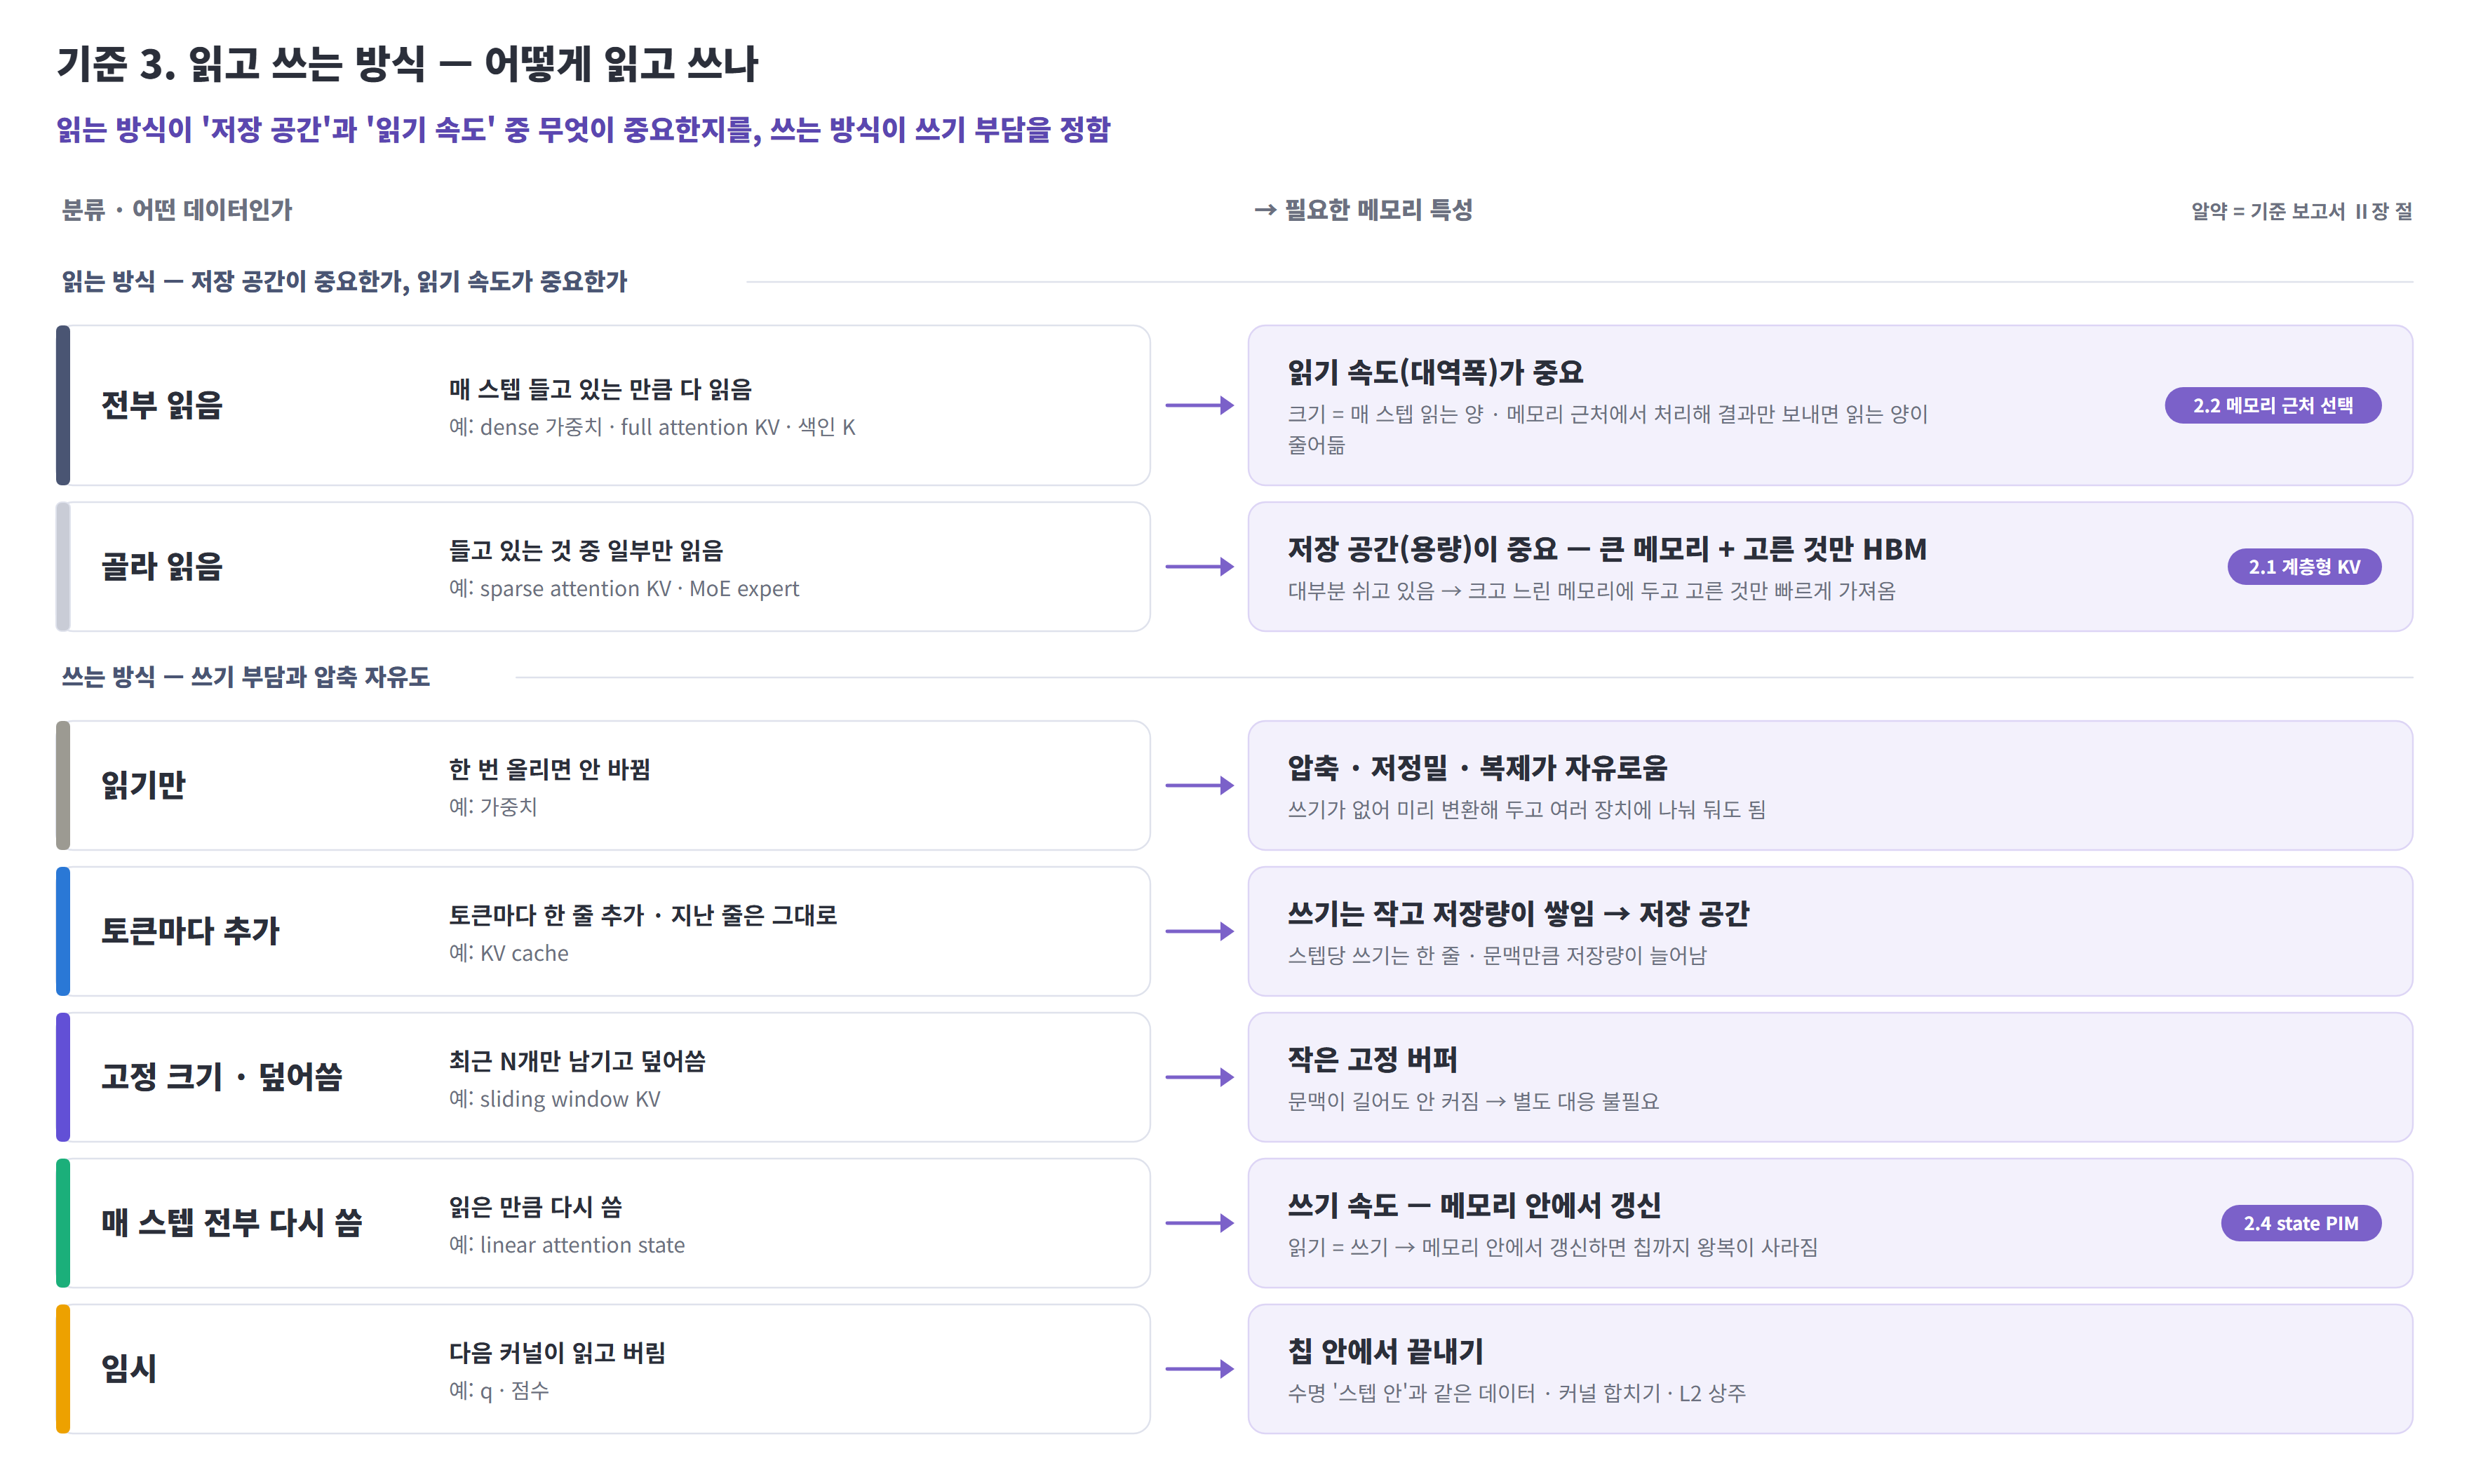 기준 3. 읽고 쓰는 방식 — 어떻게 읽고 쓰나
읽는 방식이 '저장 공간'과 '읽기 속도' 중 무엇이 중요한지를, 쓰는 방식이 쓰기 부담을 정함
분류 · 어떤 데이터인가
→ 필요한 메모리 특성
알약 = 기준 보고서 Ⅱ장 절
읽는 방식 — 저장 공간이 중요한가, 읽기 속도가 중요한가
전부 읽음
매 스텝 들고 있는 만큼 다 읽음
예: dense 가중치 · full attention KV · 색인 K
읽기 속도(대역폭)가 중요
크기 = 매 스텝 읽는 양 · 메모리 근처에서 처리해 결과만 보내면 읽는 양이
줄어듦
2.2 메모리 근처 선택
골라 읽음
들고 있는 것 중 일부만 읽음
예: sparse attention KV · MoE expert
저장 공간(용량)이 중요 — 큰 메모리 + 고른 것만 HBM
대부분 쉬고 있음 → 크고 느린 메모리에 두고 고른 것만 빠르게 가져옴
2.1 계층형 KV
쓰는 방식 — 쓰기 부담과 압축 자유도
읽기만
한 번 올리면 안 바뀜
예: 가중치
압축 · 저정밀 · 복제가 자유로움
쓰기가 없어 미리 변환해 두고 여러 장치에 나눠 둬도 됨
토큰마다 추가
토큰마다 한 줄 추가 · 지난 줄은 그대로
예: KV cache
쓰기는 작고 저장량이 쌓임 → 저장 공간
스텝당 쓰기는 한 줄 · 문맥만큼 저장량이 늘어남
고정 크기 · 덮어씀
최근 N개만 남기고 덮어씀
예: sliding window KV
작은 고정 버퍼
문맥이 길어도 안 커짐 → 별도 대응 불필요
매 스텝 전부 다시 씀
읽은 만큼 다시 씀
예: linear attention state
쓰기 속도 — 메모리 안에서 갱신
읽기 = 쓰기 → 메모리 안에서 갱신하면 칩까지 왕복이 사라짐
2.4 state PIM
임시
다음 커널이 읽고 버림
예: q · 점수
칩 안에서 끝내기
수명 '스텝 안'과 같은 데이터 · 커널 합치기 · L2 상주